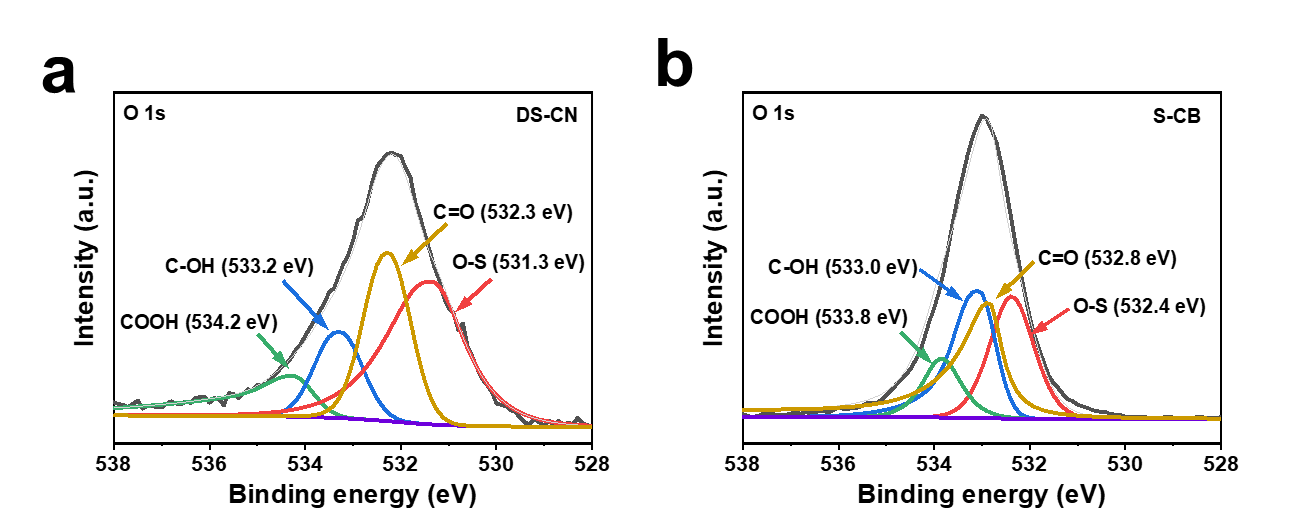 a
O 1s
DS-CN
C=O (532.3 eV)
C-OH (533.2 eV)
O-S (531.3 eV)
COOH (534.2 eV)
Intensity (a.u.)
538 536 534 532 530 528
Binding energy (eV)
b
O 1s
S-CB
C=O (532.8 eV)
C-OH (533.0 eV)
O-S (532.4 eV)
COOH (533.8 eV)
Intensity (a.u.)
538 536 534 532 530 528
Binding energy (eV)